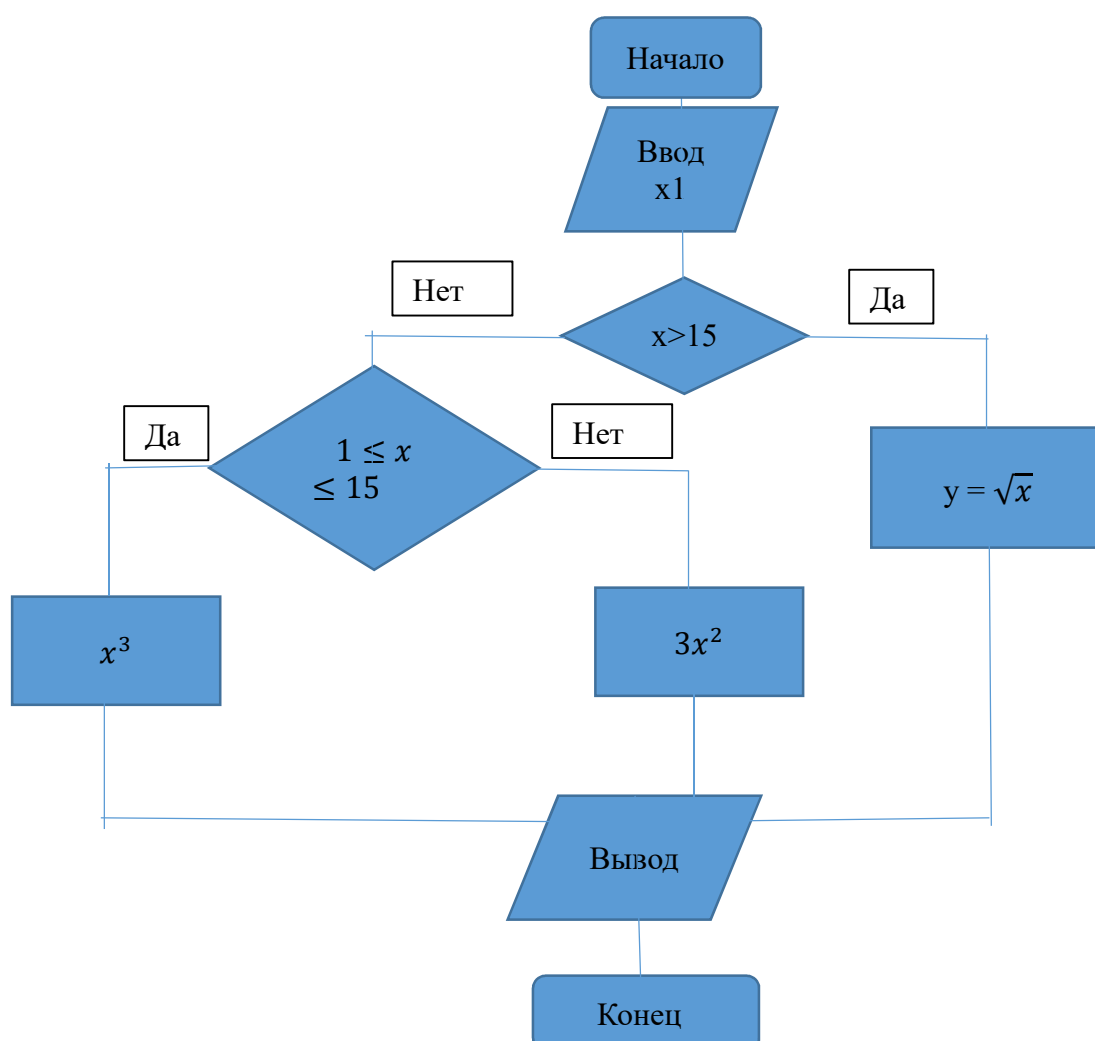 Начало
Ввод
x1
Нет
Да
x>15
Да
1 ≤ x
≤ 15
Нет
y = √x
x³
3x²
Вывод
Конец